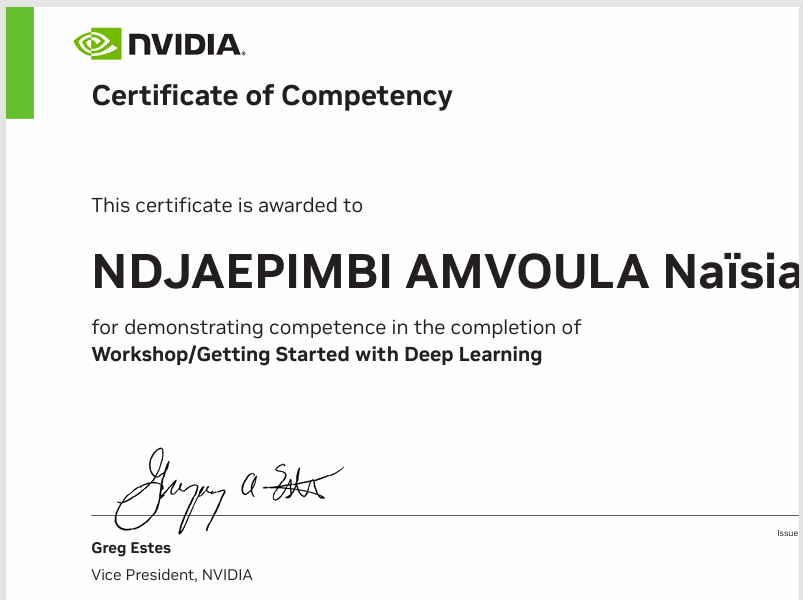 NVIDIA.
Certificate of Competency
This certificate is awarded to
NDJAEPIMBI AMVOULA Naïsia
for demonstrating competence in the completion of
Workshop/Getting Started with Deep Learning
Gregory A Estes
Issue
Greg Estes
Vice President, NVIDIA